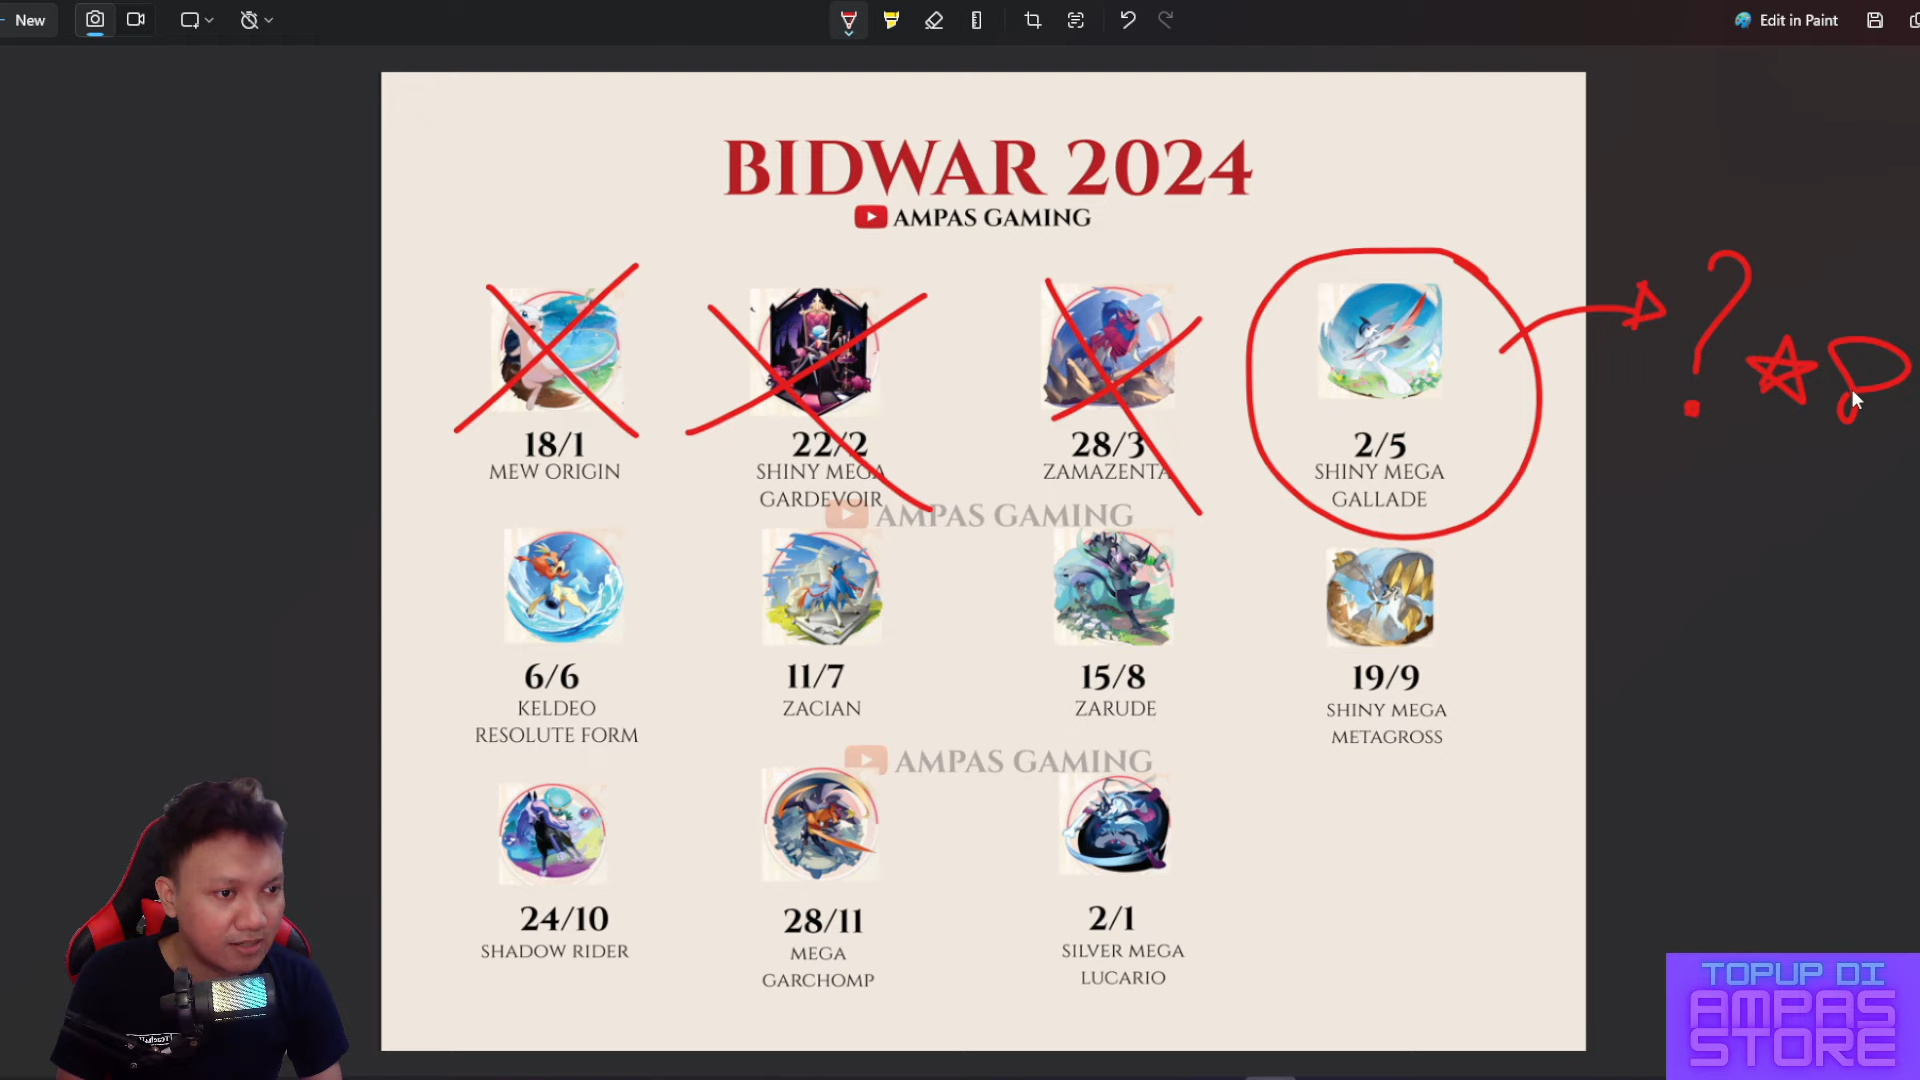 New
Edit in Paint
BIDWAR 2024
AMPAS GAMING
18/1
MEW ORIGIN
22/2
SHINY MEGA
GARDEVOIR
28/3
ZAMAZENTA
2/5
SHINY MEGA
GALLADE
?
AMPAS GAMING
6/6
KELDEO
RESOLUTE FORM
11/7
ZACIAN
15/8
ZARUDE
19/9
SHINY MEGA
METAGROSS
AMPAS GAMING
24/10
SHADOW RIDER
28/11
MEGA
GARCHOMP
2/1
SILVER MEGA
LUCARIO
TOPUP DI
AMPAS
STORE